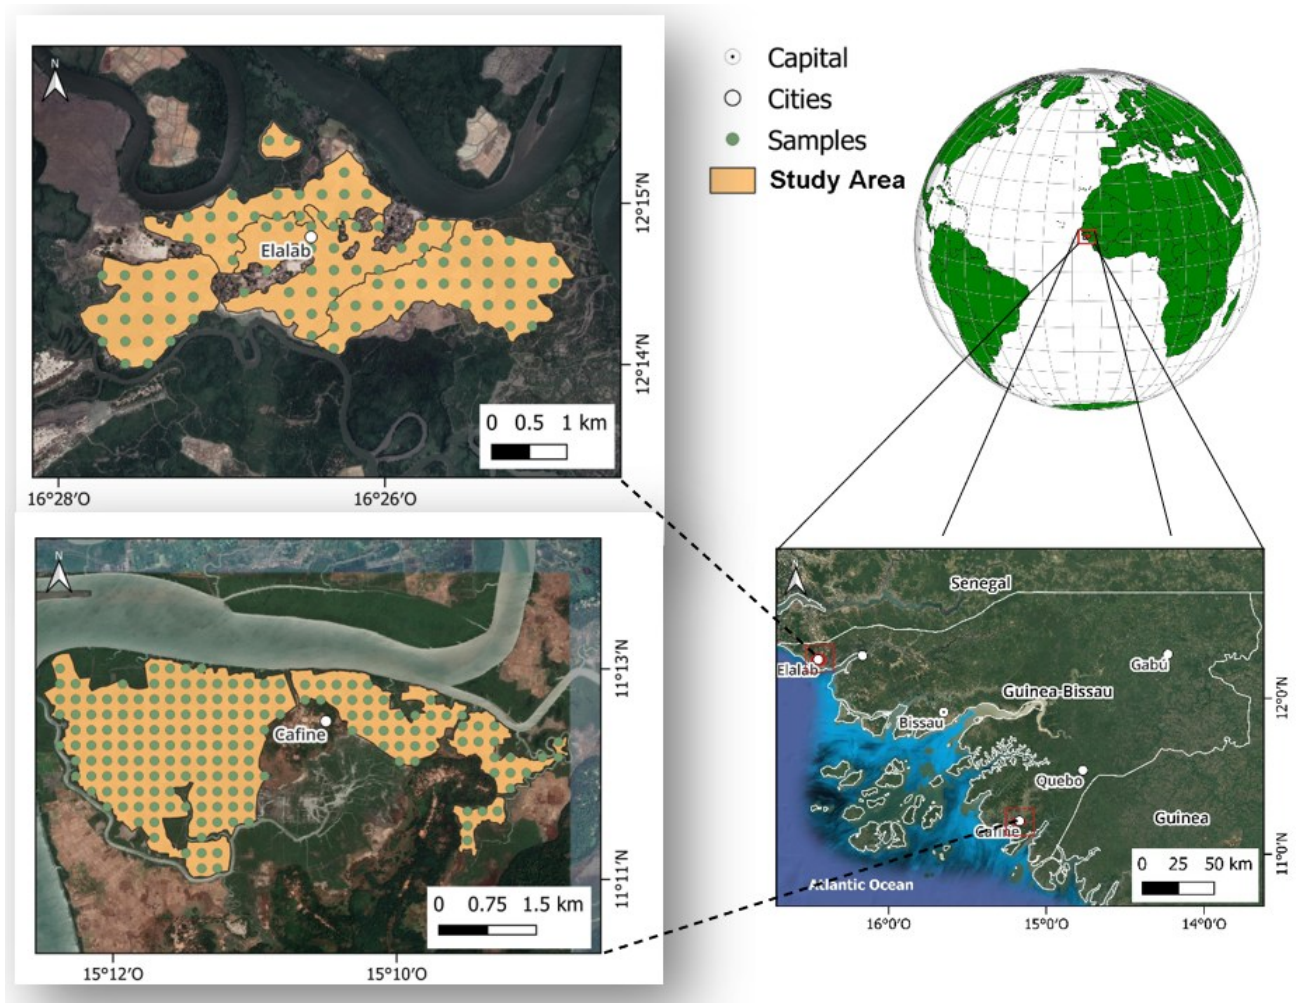 N
Elalab
12°15'N
12°14'N
0 0.5 1 km
16°28'O
16°26'O
N
Cafine
11°13'N
11°11'N
0 0.75 1.5 km
15°12'O
15°10'O
Capital
Cities
Samples
Study Area
N
Senegal
Elalab
Gabú
Guinea-Bissau
Bissau
Quebo
Cafine
Guinea
Atlantic Ocean
0 25 50 km
12°0'N
11°0'N
16°0'O
15°0'O
14°0'O